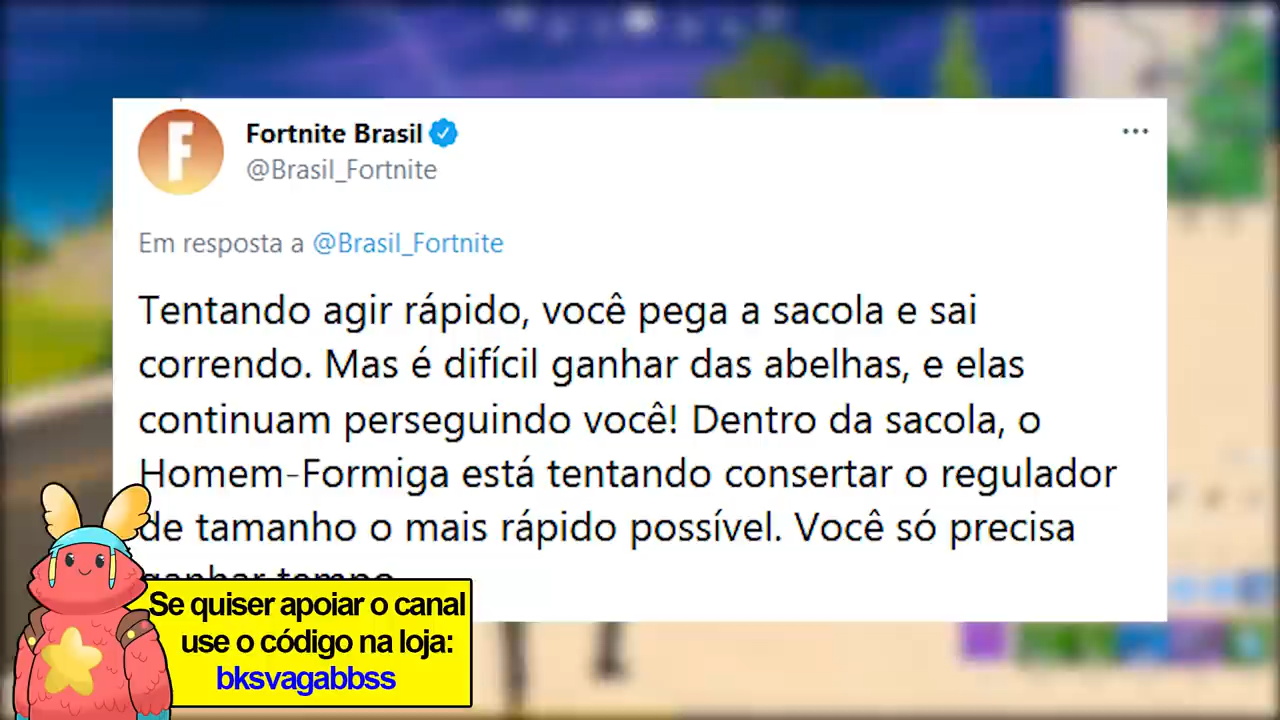 Fortnite Brasil
@Brasil_Fortnite
Em resposta a @Brasil_Fortnite
Tentando agir rápido, você pega a sacola e sai
correndo. Mas é difícil ganhar das abelhas, e elas
continuam perseguindo você! Dentro da sacola, o
Homem-Formiga está tentando consertar o regulador
de tamanho o mais rápido possível. Você só precisa
ganhar tempo
Se quiser apoiar o canal
use o código na loja:
bksvagabbss